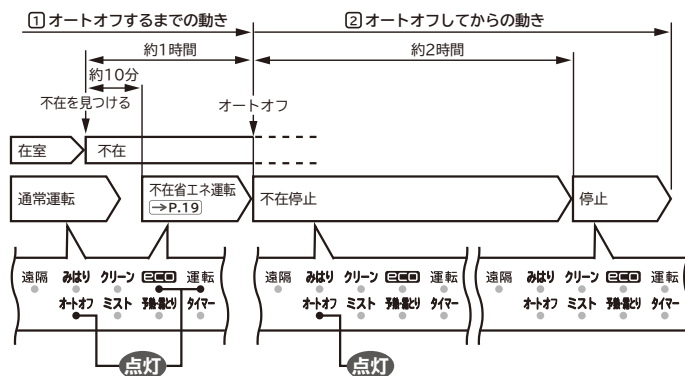 1 オートオフするまでの動き
2 オートオフしてからの動き
約1時間
約2時間
約10分
不在を見つける
オートオフ
在室
不在
通常運転
不在省エネ運転
→P.19
不在停止
停止
遠隔 みはり クリーン eco 運転
オートオフ ミスト 予熱・霜とり タイマー
遠隔 みはり クリーン eco 運転
オートオフ ミスト 予熱・霜とり タイマー
遠隔 みはり クリーン eco 運転
オートオフ ミスト 予熱・霜とり タイマー
点灯
点灯